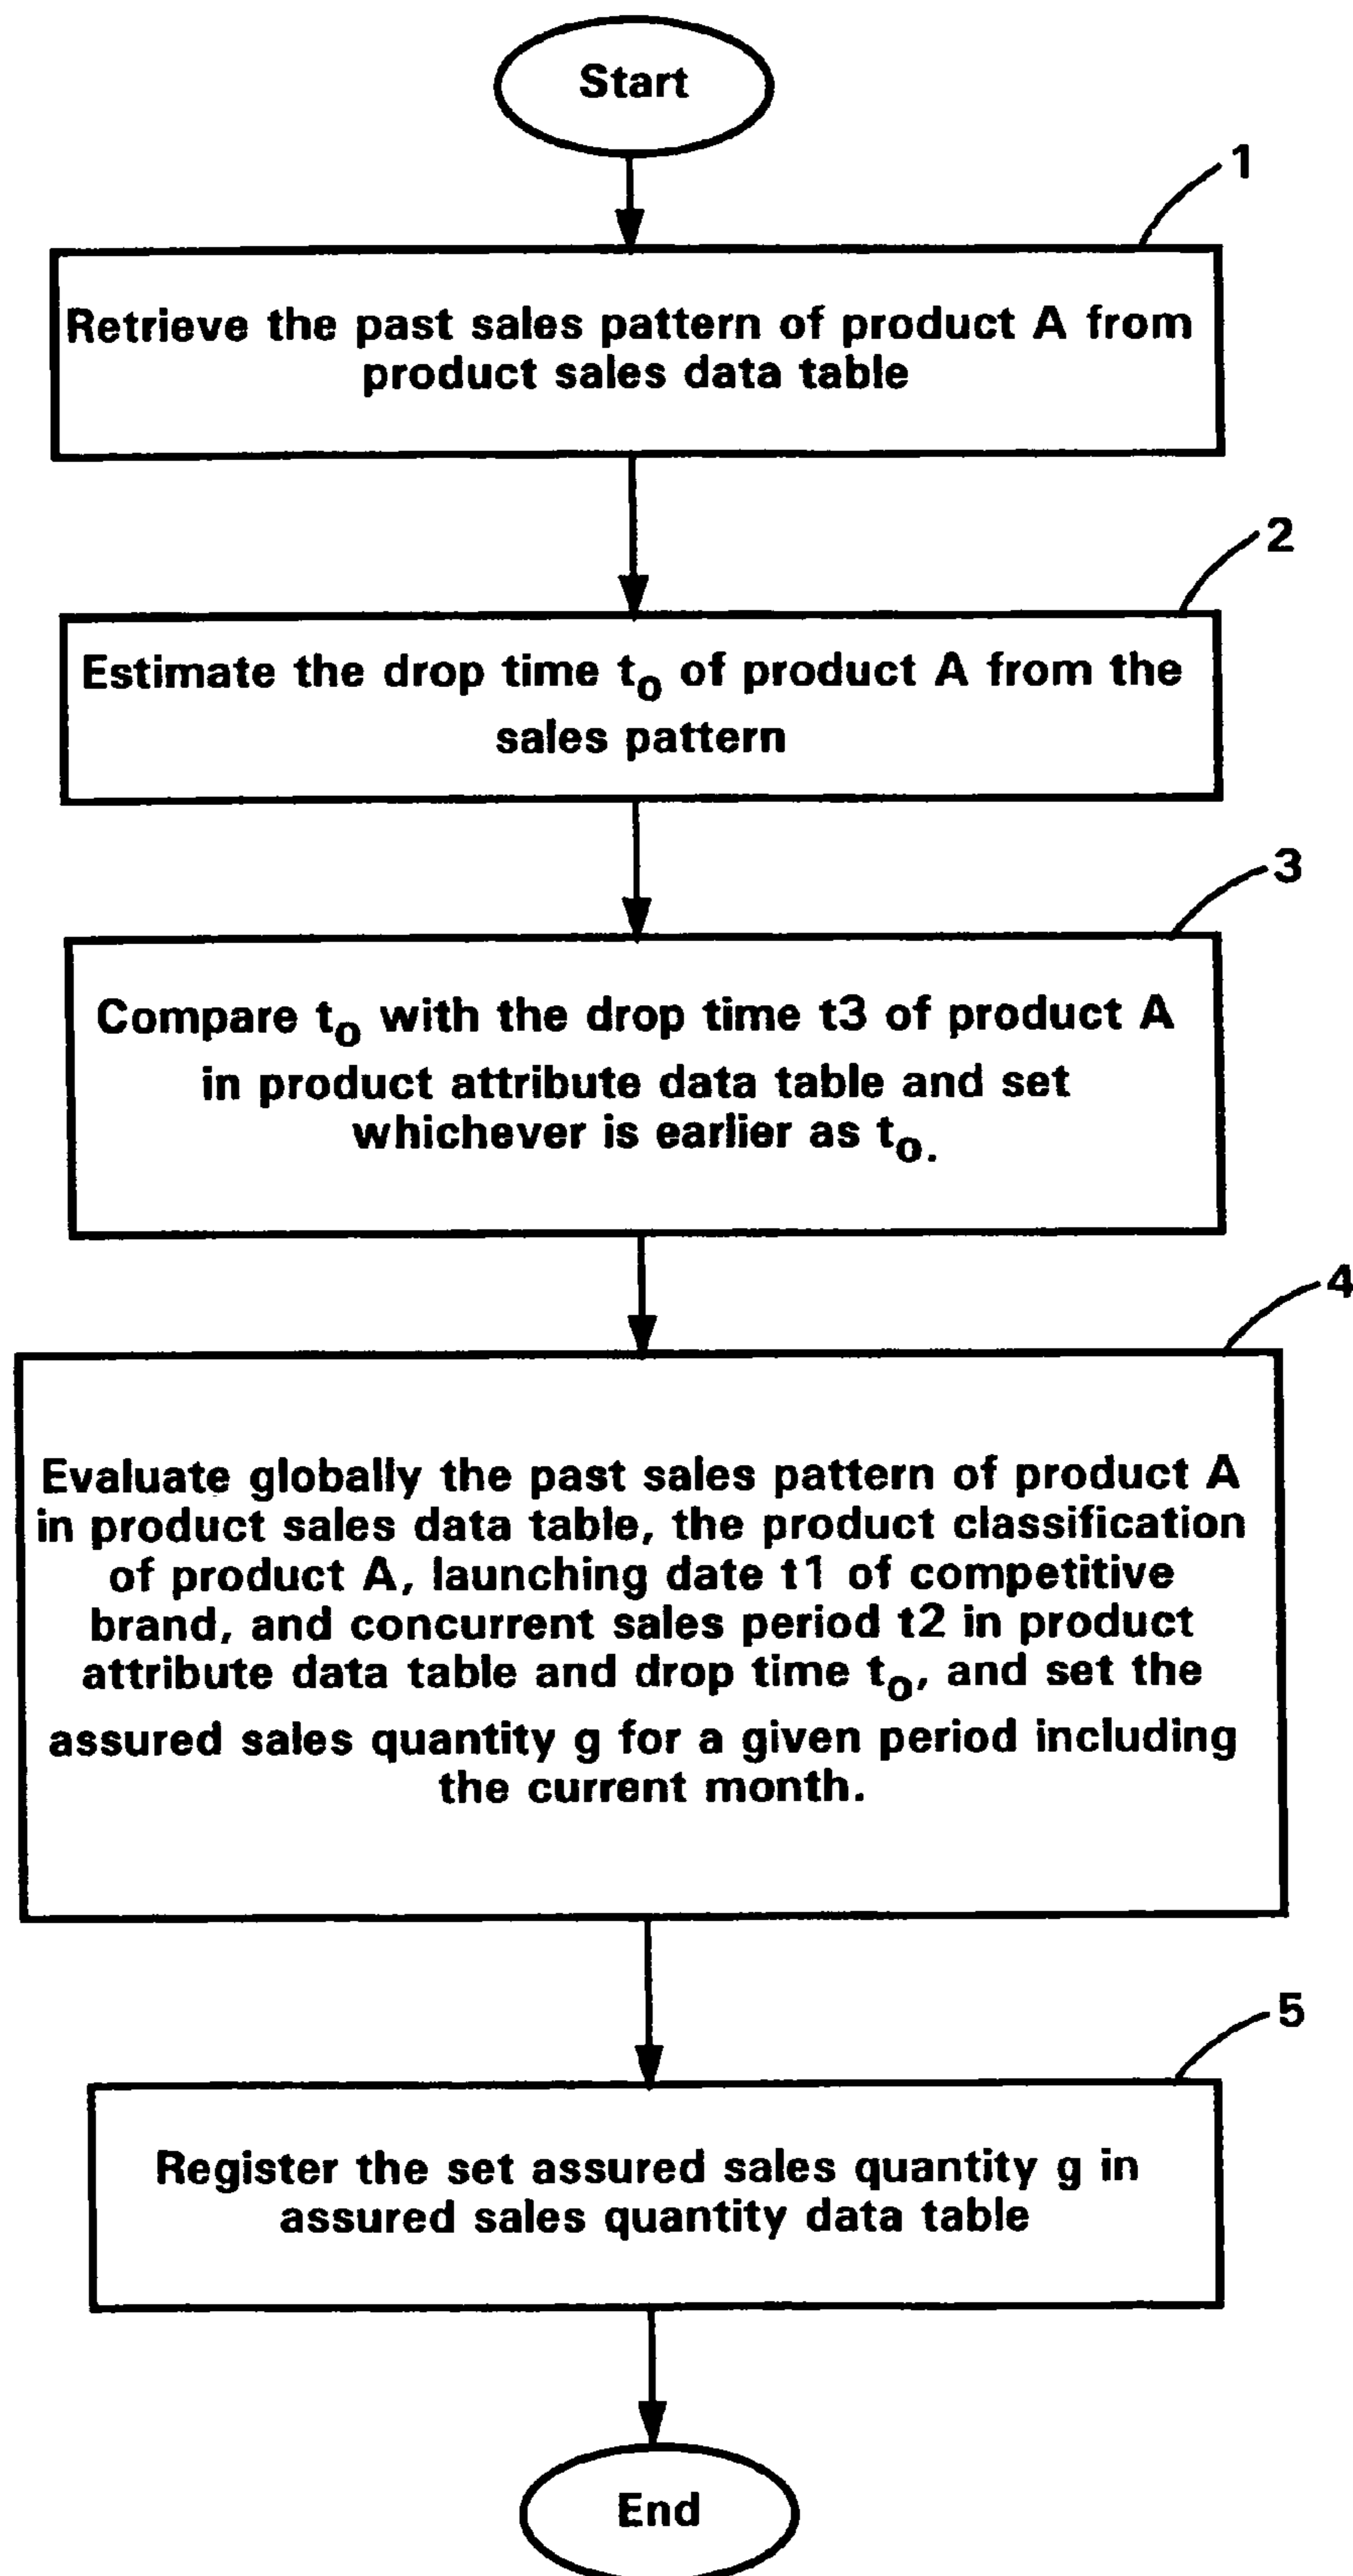 Start
1
Retrieve the past sales pattern of product A from
product sales data table
2
Estimate the drop time t₀ of product A from the
sales pattern
3
Compare t₀ with the drop time t3 of product A
in product attribute data table and set
whichever is earlier as t₀.
4
Evaluate globally the past sales pattern of product A
in product sales data table, the product classification
of product A, launching date t1 of competitive
brand, and concurrent sales period t2 in product
attribute data table and drop time t₀, and set the
assured sales quantity g for a given period including
the current month.
5
Register the set assured sales quantity g in
assured sales quantity data table
End